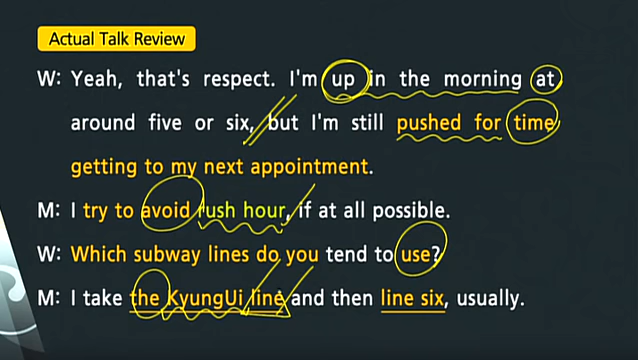 Actual Talk Review
W: Yeah, that's respect. I'm up in the morning at,
around five or six, but I'm still pushed for time
getting to my next appointment.
M: I try to avoid rush hour, if at all possible.
W: Which subway lines do you tend to use?
M: I take the KyungUi line and then line six, usually.